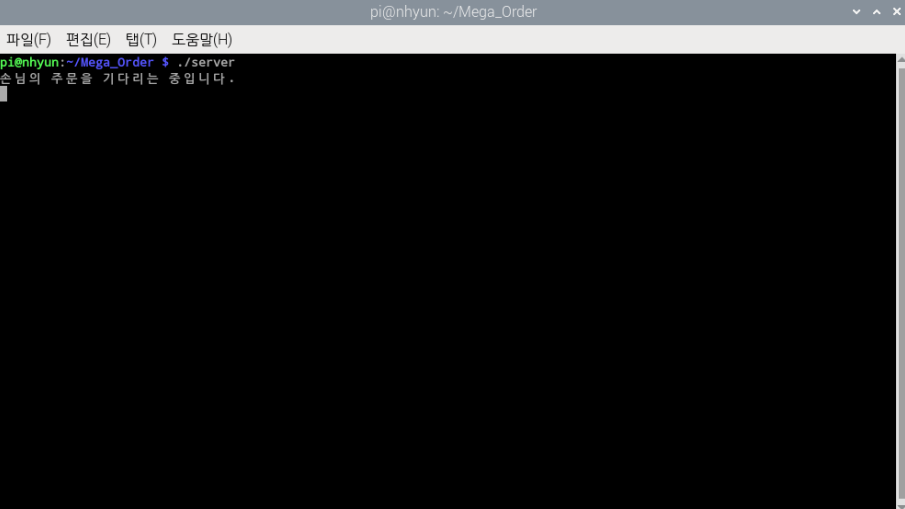 pi@nhyun: ~/Mega_Order
파일(F) 편집(E) 탭(T) 도움말(H)
pi@nhyun:~/Mega_Order $ ./server
손님의 주문을 기다리는 중입니다.